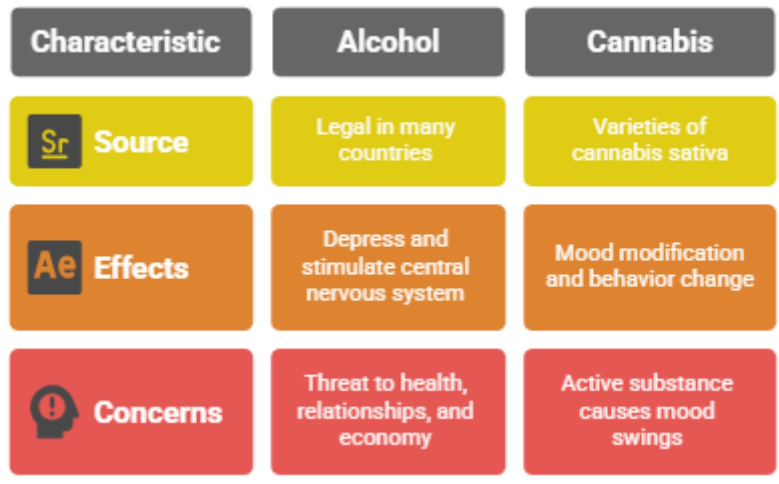 Characteristic
Alcohol
Cannabis
Sr
Source
Legal in many
countries
Varieties of
cannabis sativa
Ae
Effects
Depress and
stimulate central
nervous system
Mood modification
and behavior change
Concerns
Threat to health,
relationships, and
economy
Active substance
causes mood
swings